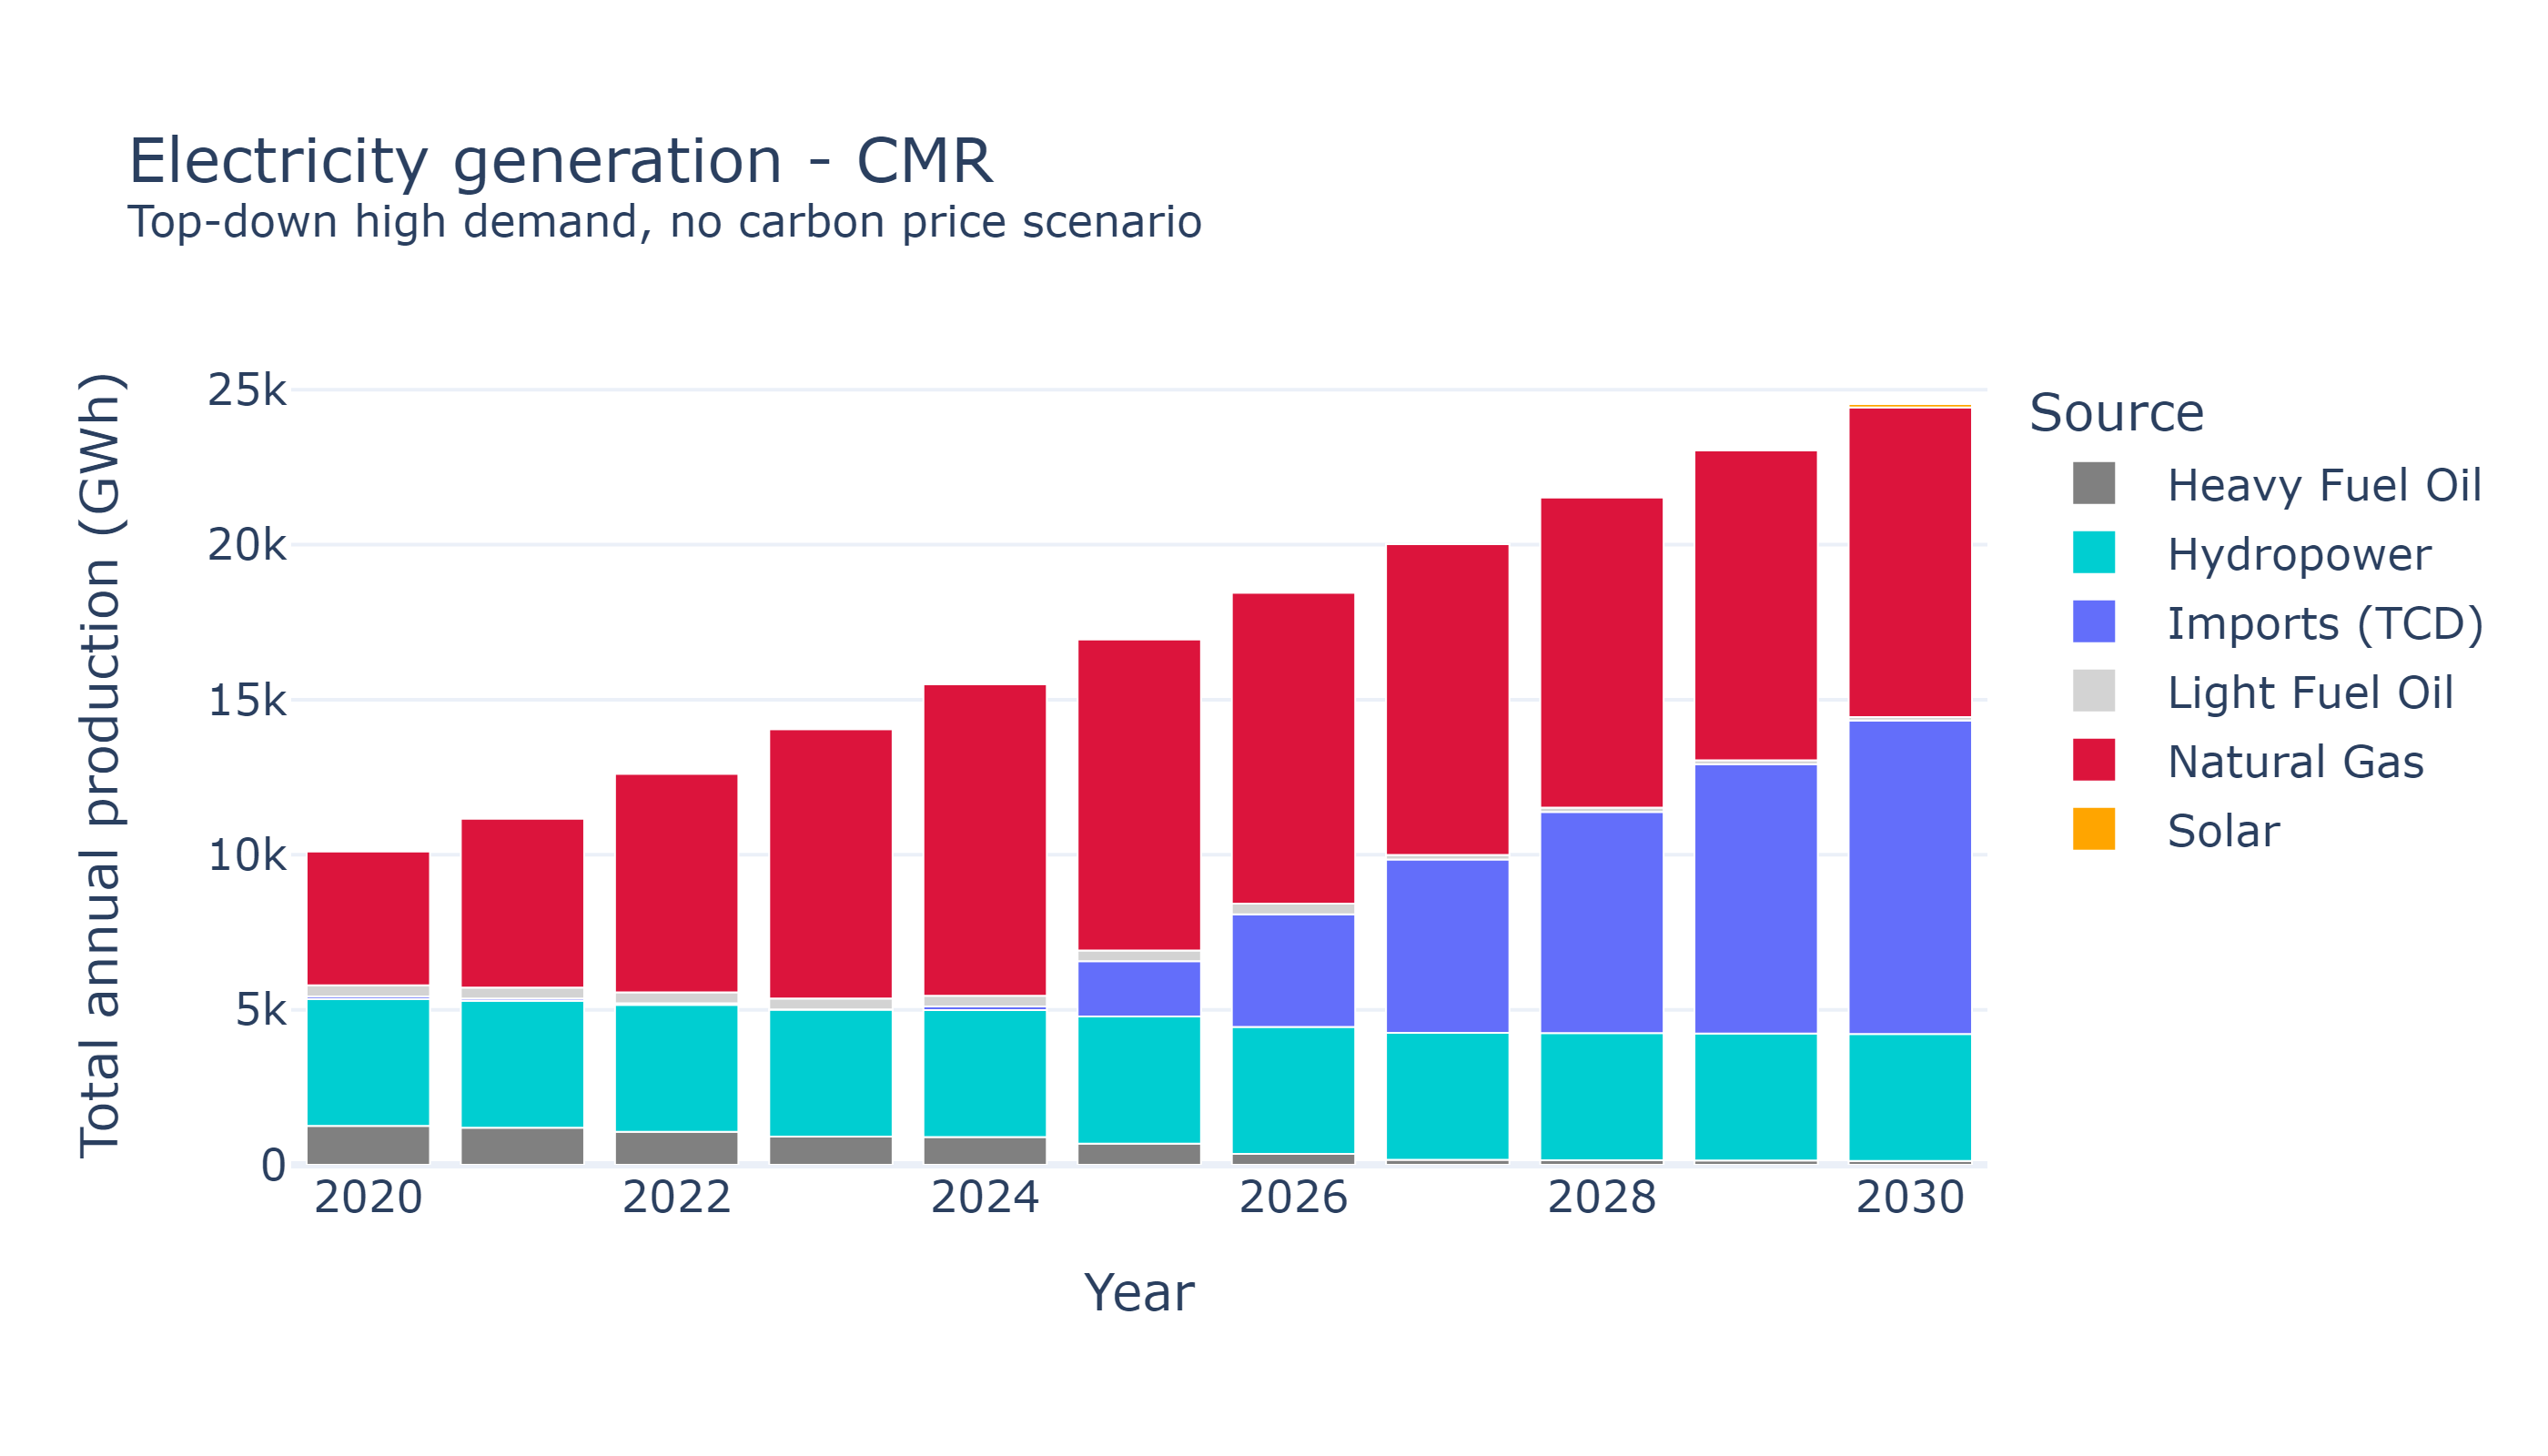 Electricity generation - CMR
Top-down high demand, no carbon price scenario
Total annual production (GWh)
25k
20k
15k
10k
5k
0
2020
2022
2024
2026
2028
2030
Year
Source
Heavy Fuel Oil
Hydropower
Imports (TCD)
Light Fuel Oil
Natural Gas
Solar